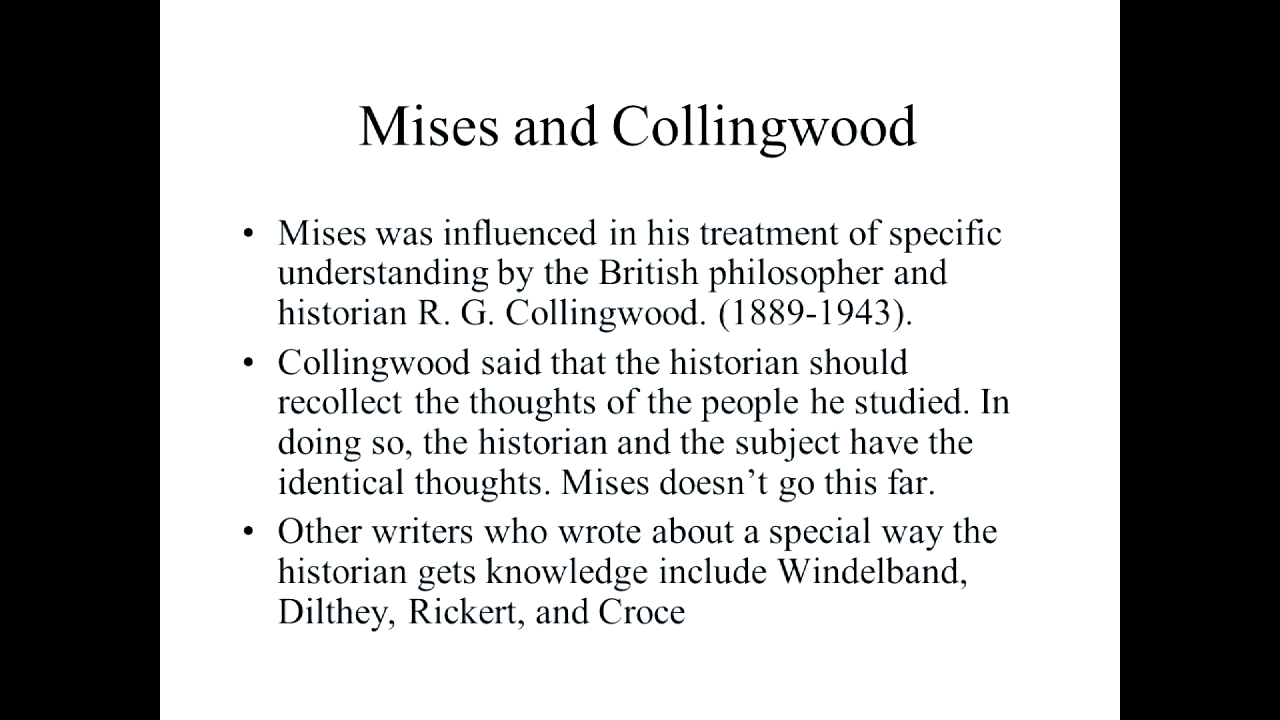 Mises and Collingwood
• Mises was influenced in his treatment of specific
understanding by the British philosopher and
historian R. G. Collingwood. (1889-1943).
• Collingwood said that the historian should
recollect the thoughts of the people he studied. In
doing so, the historian and the subject have the
identical thoughts. Mises doesn’t go this far.
• Other writers who wrote about a special way the
historian gets knowledge include Windelband,
Dilthey, Rickert, and Croce